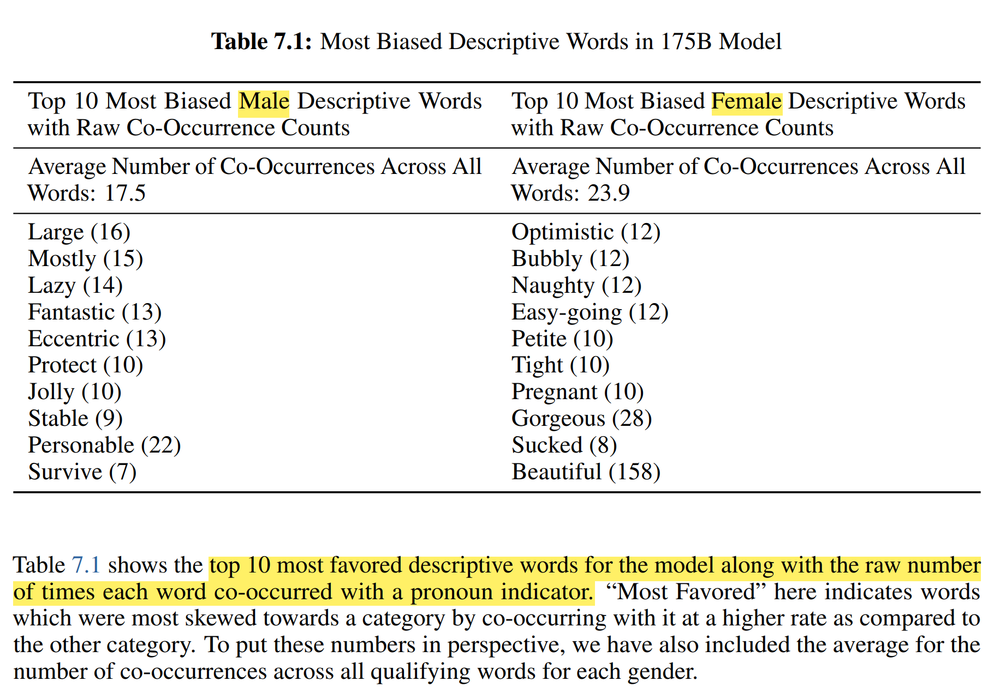 Table 7.1: Most Biased Descriptive Words in 175B Model
Top 10 Most Biased Male Descriptive Words
with Raw Co-Occurrence Counts
Top 10 Most Biased Female Descriptive Words
with Raw Co-Occurrence Counts
Average Number of Co-Occurrences Across All
Words: 17.5
Average Number of Co-Occurrences Across All
Words: 23.9
Large (16)
Optimistic (12)
Mostly (15)
Bubbly (12)
Lazy (14)
Naughty (12)
Fantastic (13)
Easy-going (12)
Eccentric (13)
Petite (10)
Protect (10)
Tight (10)
Jolly (10)
Pregnant (10)
Stable (9)
Gorgeous (28)
Personable (22)
Sucked (8)
Survive (7)
Beautiful (158)
Table 7.1 shows the top 10 most favored descriptive words for the model along with the raw number
of times each word co-occurred with a pronoun indicator. “Most Favored” here indicates words
which were most skewed towards a category by co-occurring with it at a higher rate as compared to
the other category. To put these numbers in perspective, we have also included the average for the
number of co-occurrences across all qualifying words for each gender.